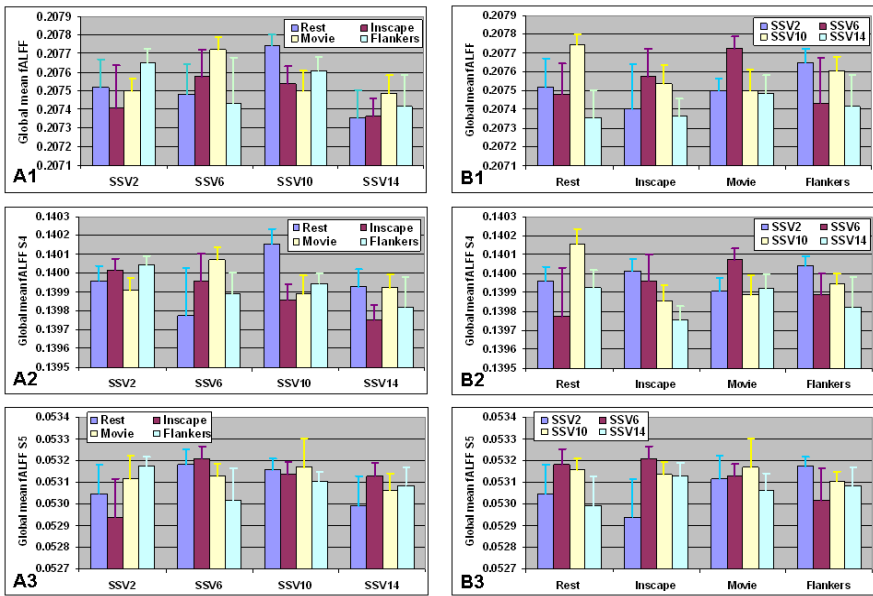 Global mean fALFF
0.2079
0.2078
0.2077
0.2076
0.2075
0.2074
0.2073
0.2072
0.2071
Rest Inscape
Movie Flankers
SSV2 SSV6 SSV10 SSV14
A1
Global mean fALFF
0.2079
0.2078
0.2077
0.2076
0.2075
0.2074
0.2073
0.2072
0.2071
SSV2 SSV6
SSV10 SSV14
Rest Inscape Movie Flankers
B1
Global mean fALFF S4
0.1403
0.1402
0.1401
0.1400
0.1399
0.1398
0.1397
0.1396
0.1395
Rest Inscape
Movie Flankers
SSV2 SSV6 SSV10 SSV14
A2
Global mean fALFF S4
0.1403
0.1402
0.1401
0.1400
0.1399
0.1398
0.1397
0.1396
0.1395
SSV2 SSV6
SSV10 SSV14
Rest Inscape Movie Flankers
B2
Global mean fALFF S5
0.0534
0.0533
0.0532
0.0531
0.0530
0.0529
0.0528
0.0527
Rest Inscape
Movie Flankers
SSV2 SSV6 SSV10 SSV14
A3
Global mean fALFF S5
0.0534
0.0533
0.0532
0.0531
0.0530
0.0529
0.0528
0.0527
SSV2 SSV6
SSV10 SSV14
Rest Inscape Movie Flankers
B3